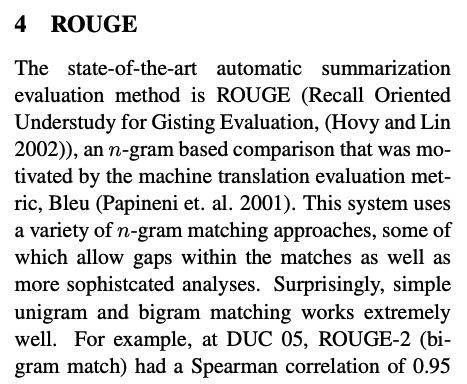 4 ROUGE
The state-of-the-art automatic summarization
evaluation method is ROUGE (Recall Oriented
Understudy for Gisting Evaluation, (Hovy and Lin
2002)), an n-gram based comparison that was mo-
tivated by the machine translation evaluation met-
ric, Bleu (Papineni et. al. 2001). This system uses
a variety of n-gram matching approaches, some of
which allow gaps within the matches as well as
more sophistcated analyses. Surprisingly, simple
unigram and bigram matching works extremely
well. For example, at DUC 05, ROUGE-2 (bi-
gram match) had a Spearman correlation of 0.95